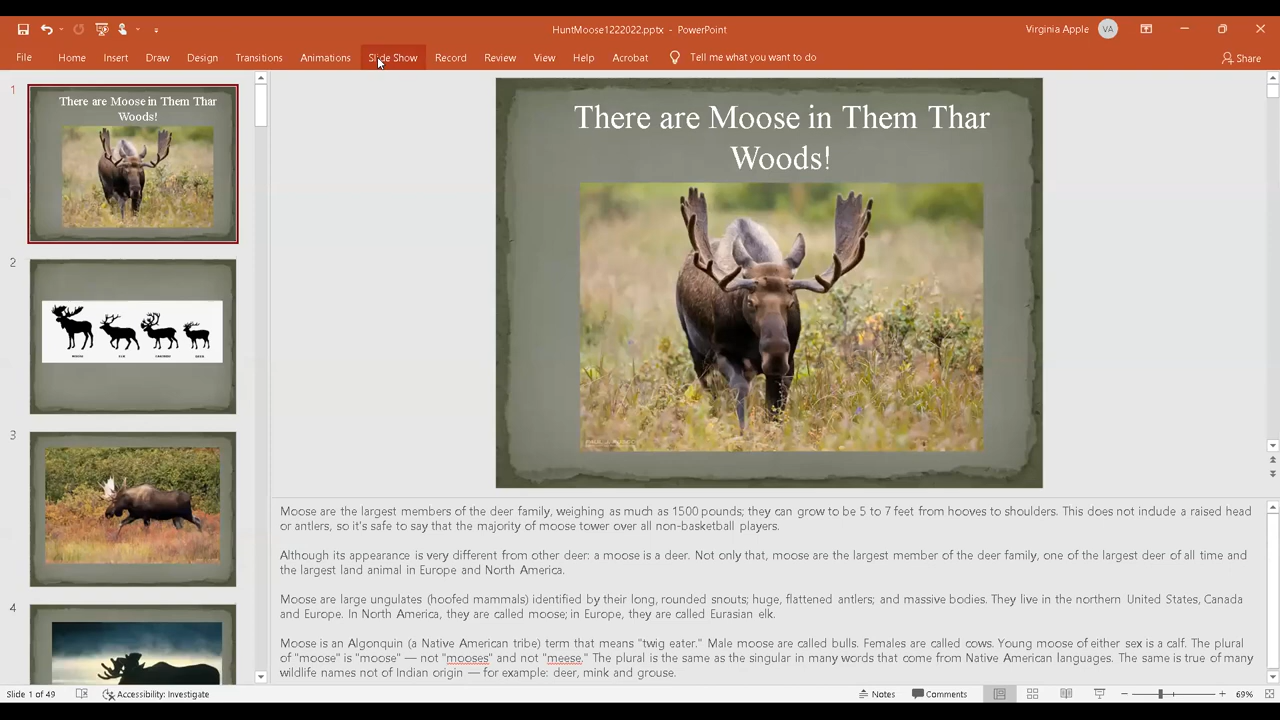 HuntMoose1222022.pptx - PowerPoint
Virginia Apple
VA
File Home Insert Draw Design Transitions Animations Slide Show Record Review View Help Acrobat Tell me what you want to do
Share
1
There are Moose in Them Thar
Woods!
2
MOOSE ELK CARIBOU DEER
3
4
There are Moose in Them Thar
Woods!
Moose are the largest members of the deer family, weighing as much as 1500 pounds; they can grow to be 5 to 7 feet from hooves to shoulders. This does not include a raised head
or antlers, so it's safe to say that the majority of moose tower over all non-basketball players.
Although its appearance is very different from other deer: a moose is a deer. Not only that, moose are the largest member of the deer family, one of the largest deer of all time and
the largest land animal in Europe and North America.
Moose are large ungulates (hoofed mammals) identified by their long, rounded snouts; huge, flattened antlers; and massive bodies. They live in the northern United States, Canada
and Europe. In North America, they are called moose; in Europe, they are called Eurasian elk.
Moose is an Algonquin (a Native American tribe) term that means "twig eater." Male moose are called bulls. Females are called cows. Young moose of either sex is a calf. The plural
of "moose" is "moose" — not "mooses" and not "meese." The plural is the same as the singular in many words that come from Native American languages. The same is true of many
wildlife names not of Indian origin — for example: deer, mink and grouse.
Slide 1 of 49
Accessibility: Investigate
Notes
Comments
69%